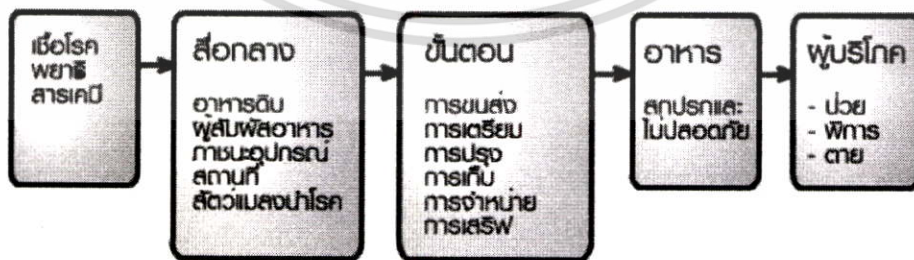 เชื้อโรค
พยาธิ
สารเคมี
สื่อกลาง
อาหารดิบ
ผู้สัมผัสอาหาร
ภาชนะอุปกรณ์
สถานที่
สัตว์แมลงนำโรค
ขั้นตอน
การขนส่ง
การเตรียม
การปรุง
การเก็บ
การจำหน่าย
การเสริฟ
อาหาร
สกปรกและ
ไม่ปลอดภัย
ผู้บริโภค
- ป่วย
- พิการ
- ตาย